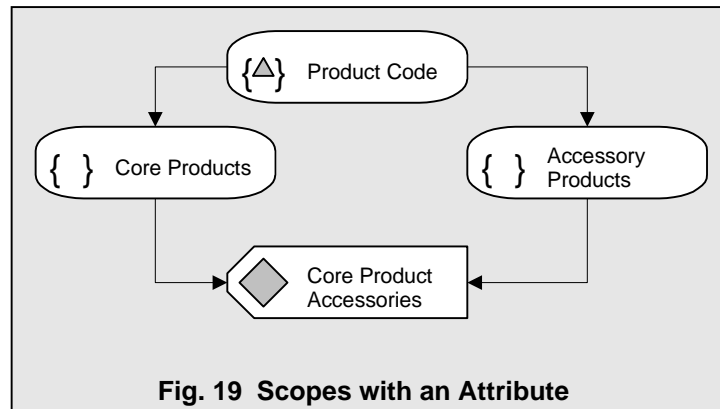 { } Product Code
{ } Core Products
{ } Accessory
Products
Core Product
Accessories
Fig. 19 Scopes with an Attribute